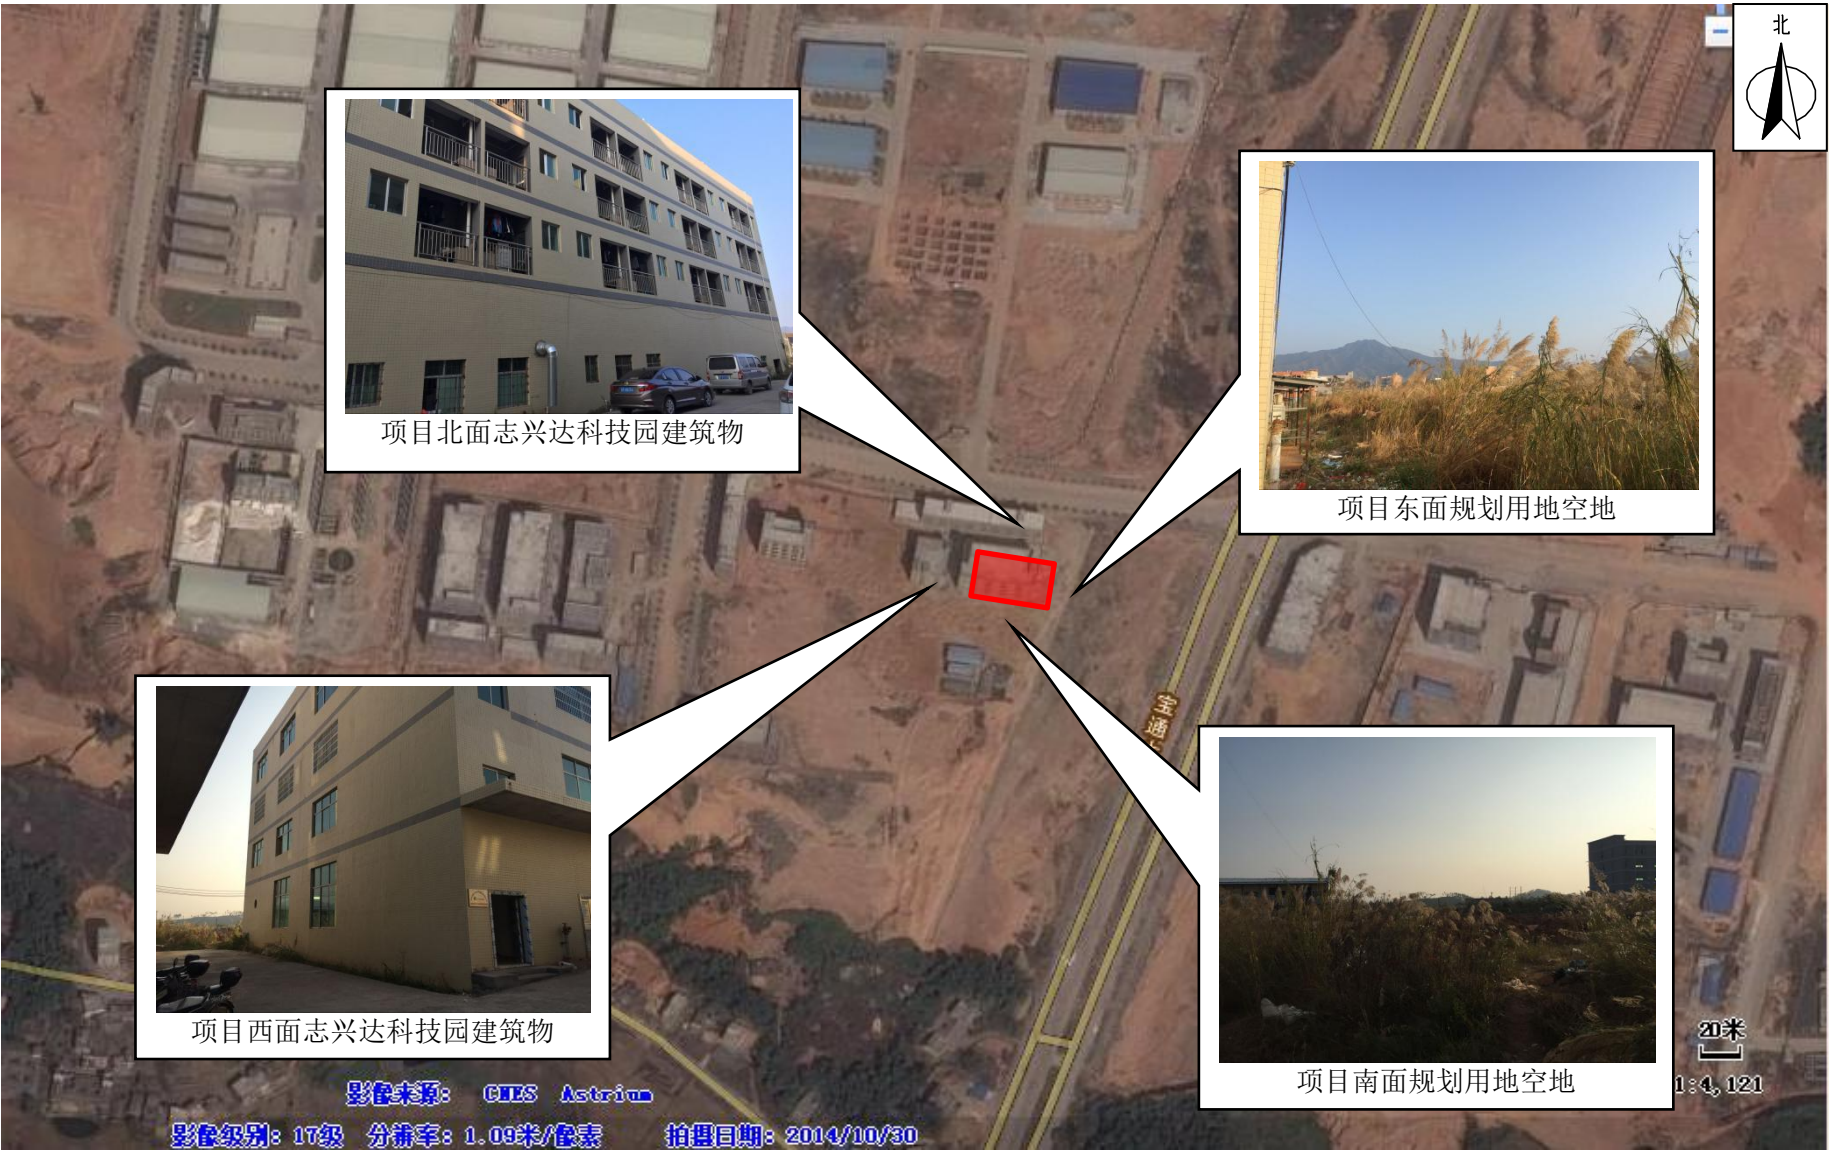 北
项目北面志兴达科技园建筑物
项目东面规划用地空地
宝通
项目西面志兴达科技园建筑物
项目南面规划用地空地
20米
1:4,121
影像来源: CNES Astrium
影像级别: 17级 分辨率: 1.09米/像素 拍摄日期: 2014/10/30